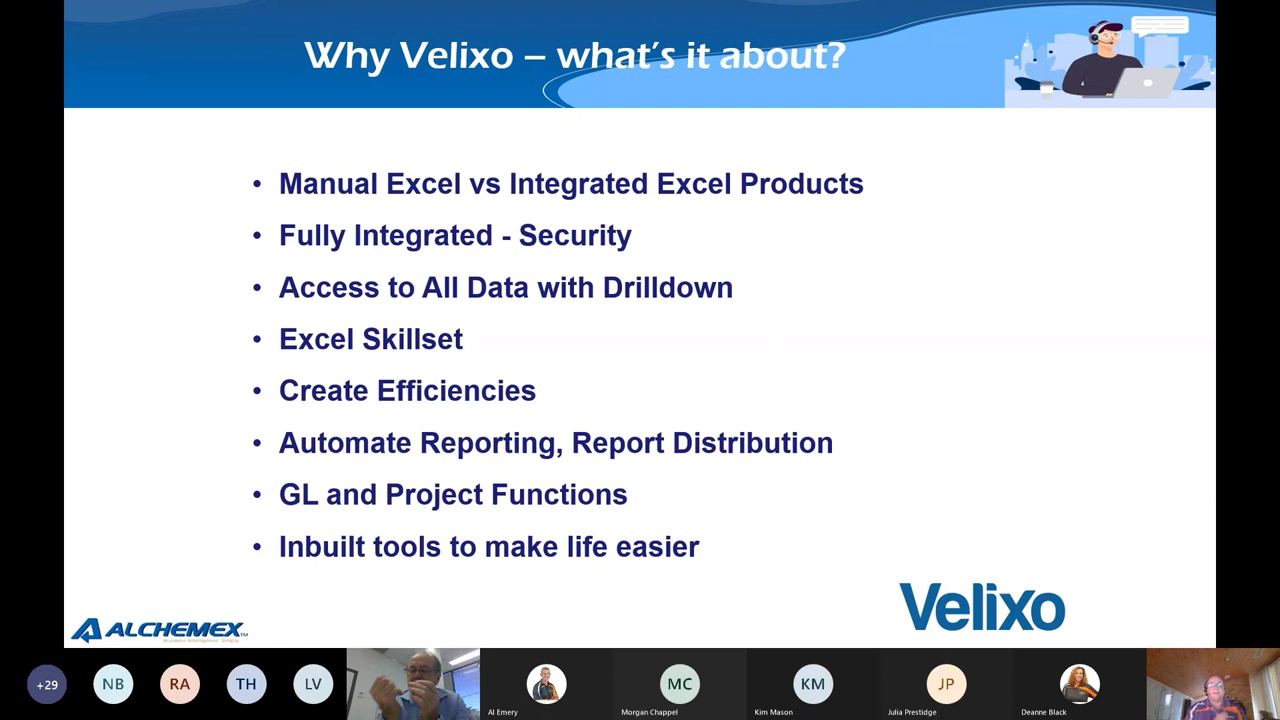 Why Velixo – what's it about?
• Manual Excel vs Integrated Excel Products
• Fully Integrated - Security
• Access to All Data with Drilldown
• Excel Skillset
• Create Efficiencies
• Automate Reporting, Report Distribution
• GL and Project Functions
• Inbuilt tools to make life easier
ALCHEMEX™
Velixo
+29
NB
RA
TH
LV
MC
KM
JP
Al Emery
Morgan Chappel
Kim Mason
Julia Prestidge
Deanne Black